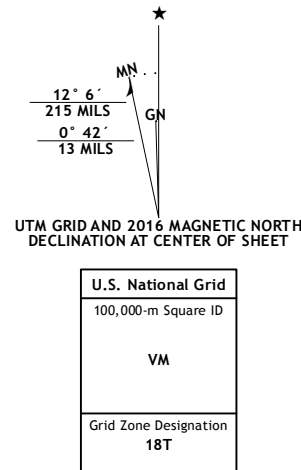 ★
MN
GN
12° 6´
215 MILS
0° 42´
13 MILS
UTM GRID AND 2016 MAGNETIC NORTH
DECLINATION AT CENTER OF SHEET
U.S. National Grid
100,000-m Square ID
VM
Grid Zone Designation
18T